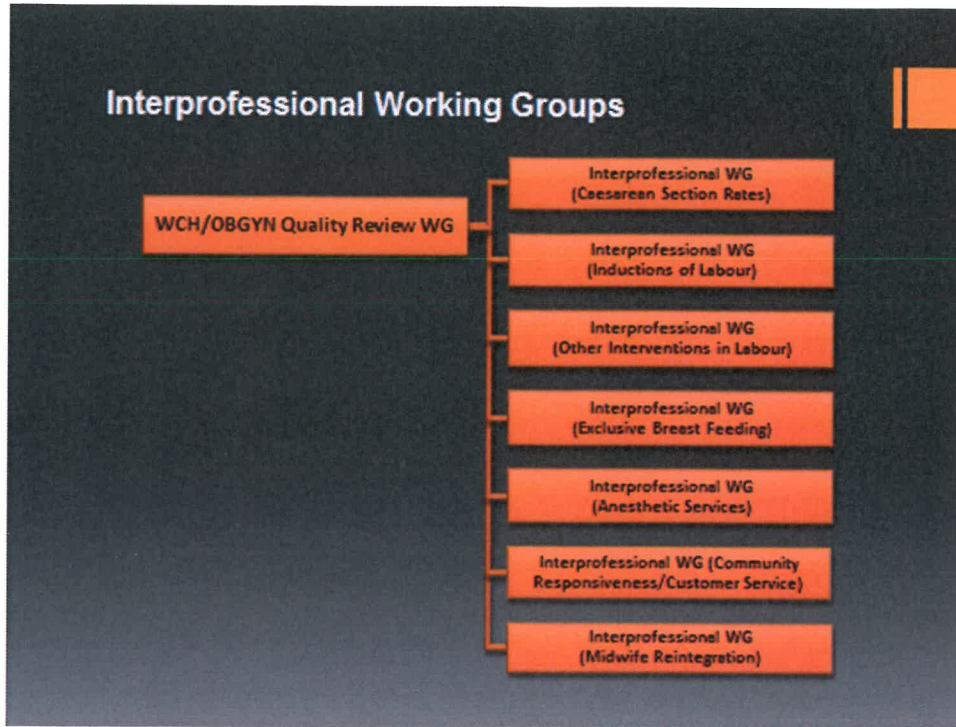 Interprofessional Working Groups
WCH/OBGYN Quality Review WG
Interprofessional WG
(Caesarean Section Rates)
Interprofessional WG
(Inductions of Labour)
Interprofessional WG
(Other Interventions in Labour)
Interprofessional WG
(Exclusive Breast Feeding)
Interprofessional WG
(Anesthetic Services)
Interprofessional WG (Community
Responsiveness/Customer Service)
Interprofessional WG
(Midwife Reintegration)